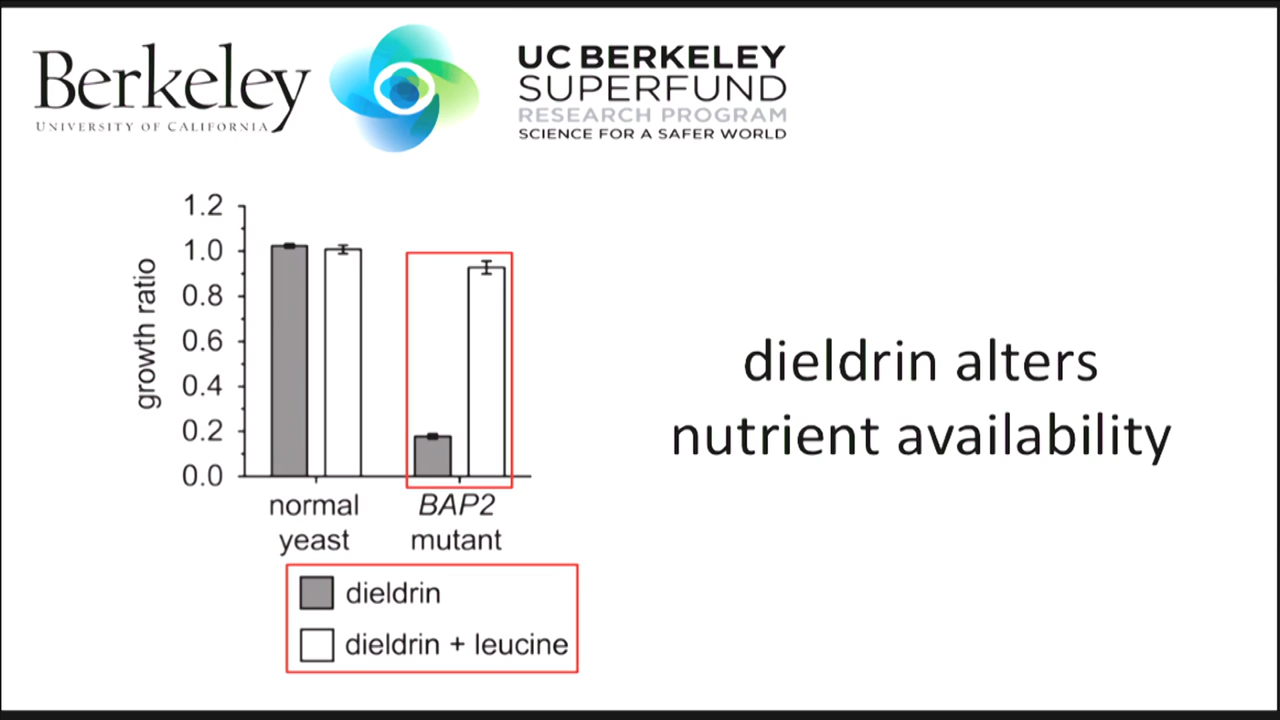 Berkeley
UNIVERSITY OF CALIFORNIA
UC BERKELEY
SUPERFUND
RESEARCH PROGRAM
SCIENCE FOR A SAFER WORLD
growth ratio
1.2
1.0
0.8
0.6
0.4
0.2
0.0
normal
yeast
BAP2
mutant
dieldrin
dieldrin + leucine
dieldrin alters
nutrient availability